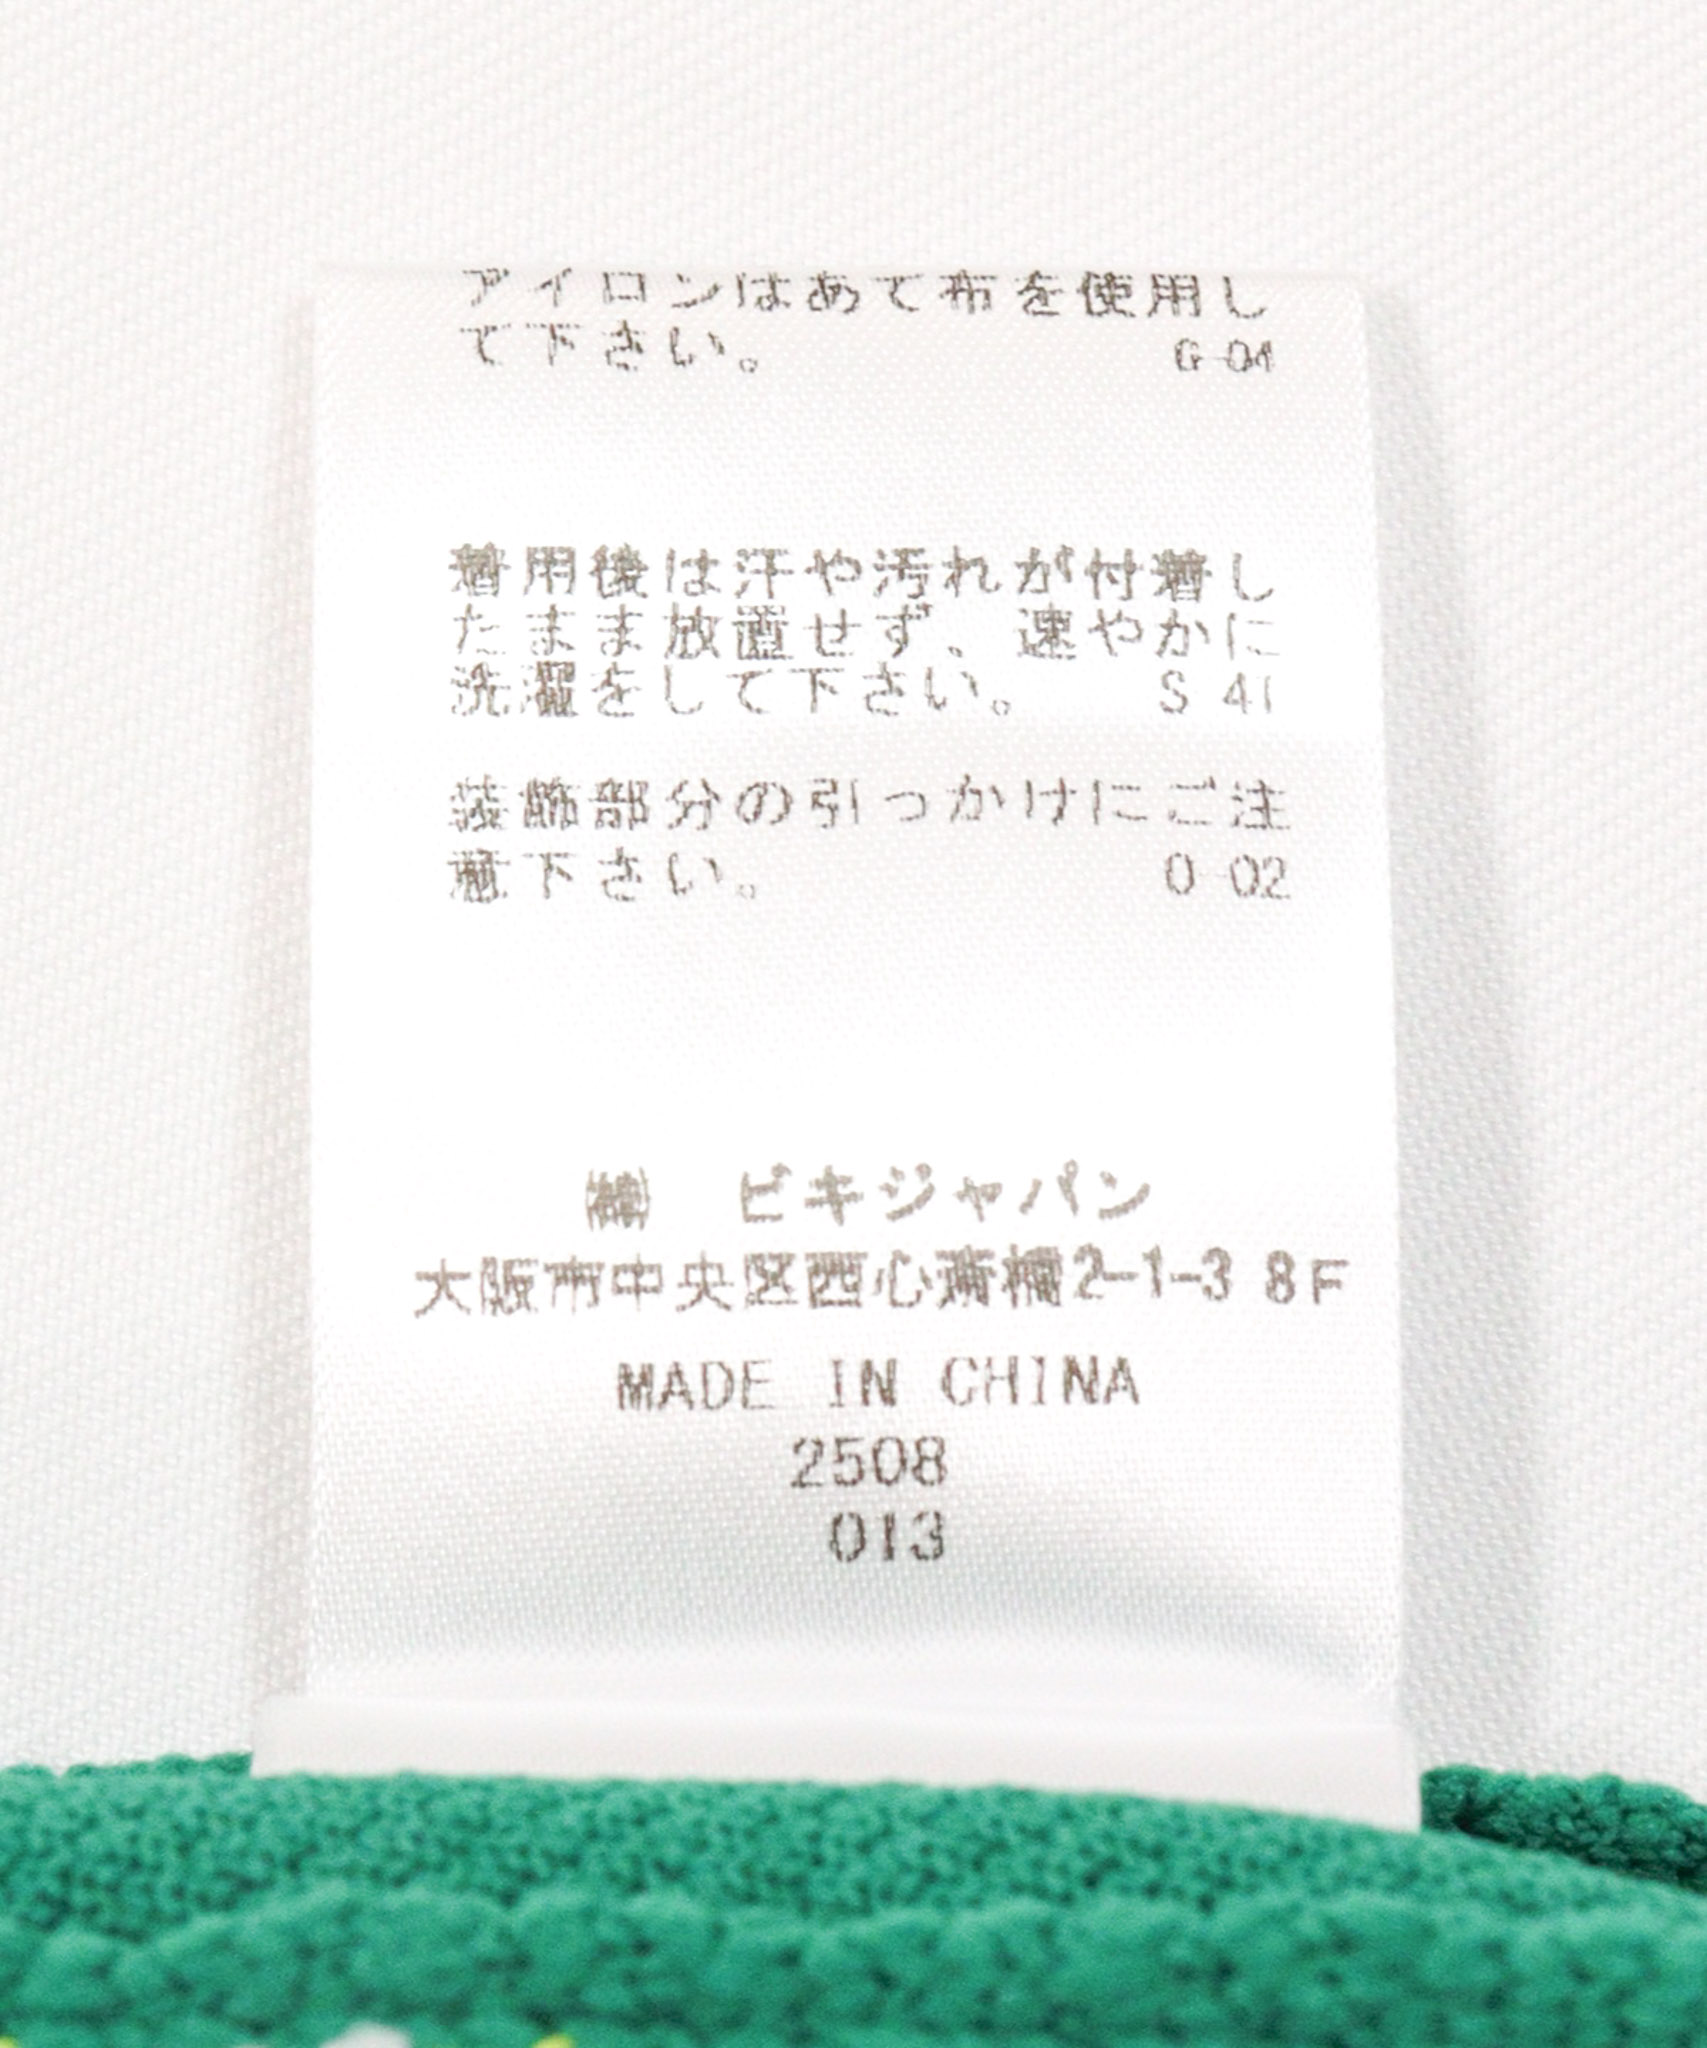 アイロンはあて布を使用し
て下さい。 G-04
着用後は汗や汚れが付着し
たまま放置せず、速やかに
洗濯をして下さい。 S-41
装飾部分の引っかけにご注
意下さい。 O-02
㈱ ビキジャパン
大阪市中央区西心斎橋2-1-3 8F
MADE IN CHINA
2508
013